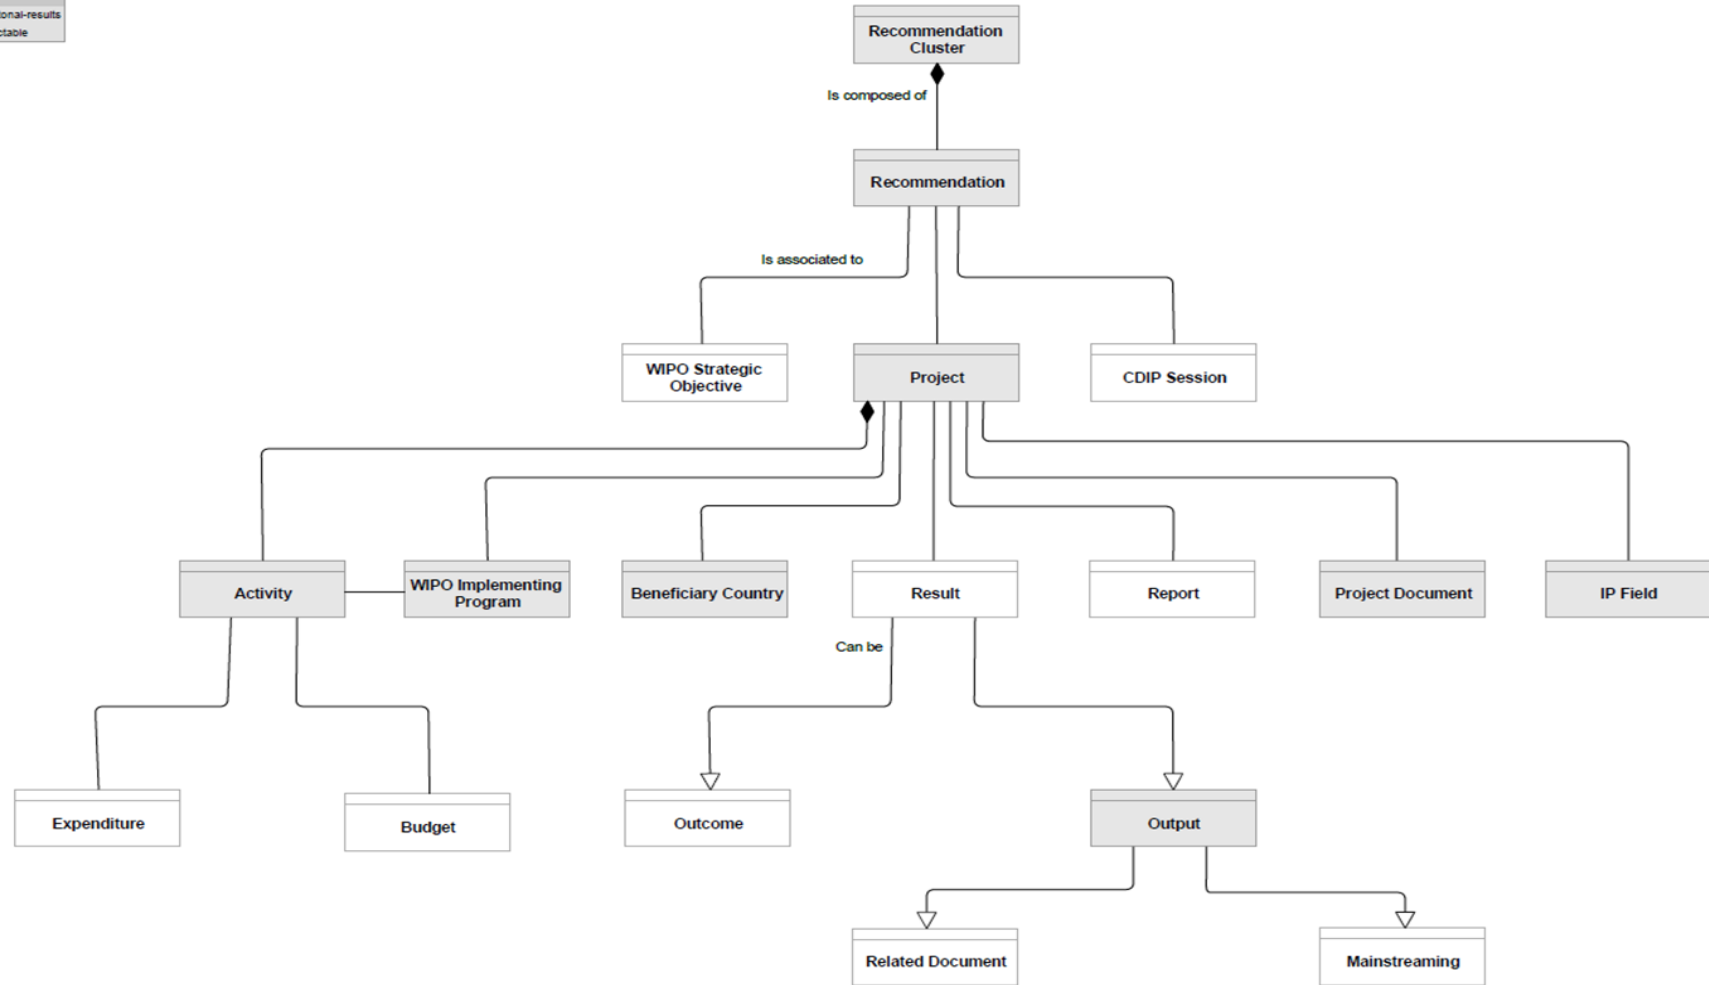 Recommendation
Cluster
Is composed of
Recommendation
Is associated to
WIPO Strategic
Objective
Project
CDIP Session
Activity
WIPO Implementing
Program
Beneficiary Country
Result
Report
Project Document
IP Field
Can be
Expenditure
Budget
Outcome
Output
Related Document
Mainstreaming